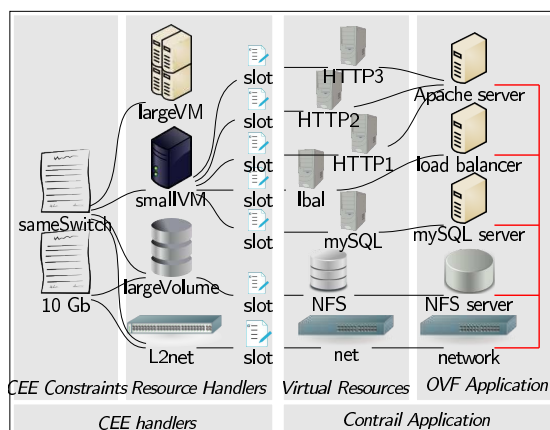 HTTP3
slot
largeVM
Apache server
HTTP2
slot
slot
HTTP1
smallVM
slot
lbal
load balancer
sameSwitch
slot
mySQL
mySQL server
largeVolume
10 Gb
slot
NFS
NFS server
L2net
slot
net
network
CEE Constraints
Resource Handlers
Virtual Resources
OVF Application
CEE handlers
Contrail Application